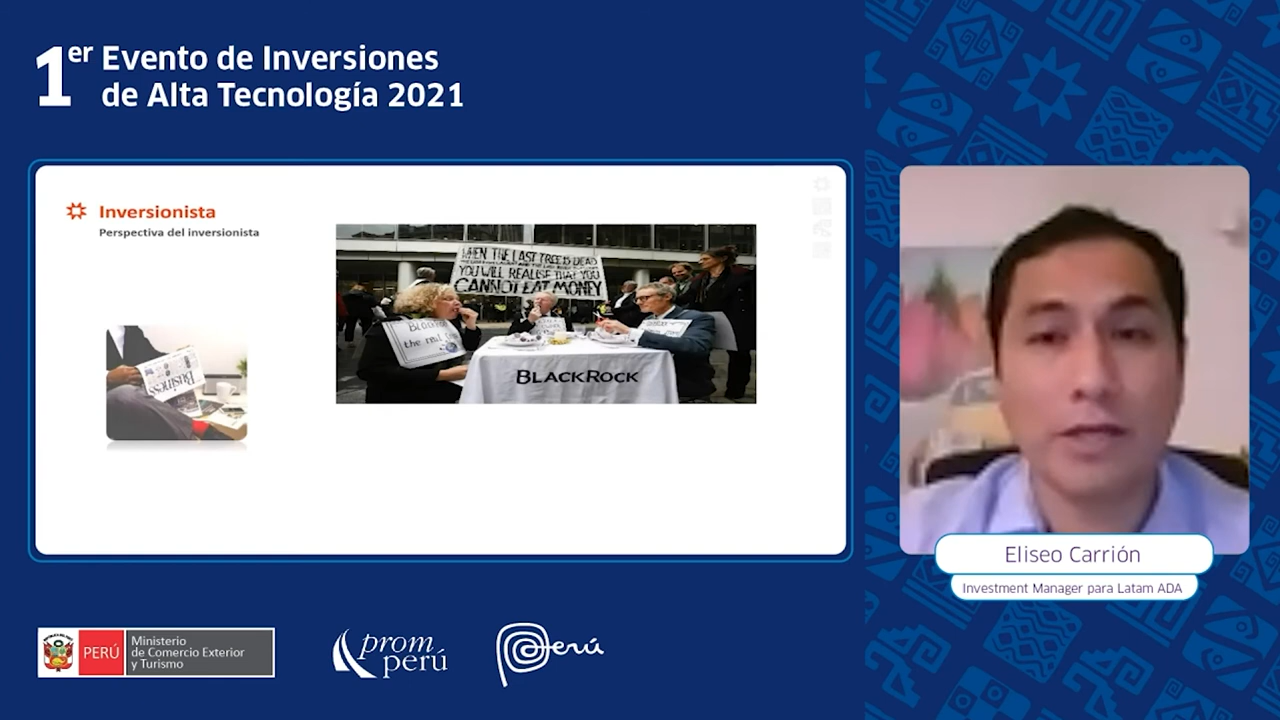 1er Evento de Inversiones
de Alta Tecnología 2021
Inversionista
Perspectiva del inversionista
WHEN THE LAST TREE IS DEAD
YOU WILL REALISE THAT YOU
CANNOT EAT MONEY
BLACKROCK
Business
Eliseo Carrión
Investment Manager para Latam ADA
PERÚ
Ministerio
de Comercio Exterior
y Turismo
prom
perú
Perú